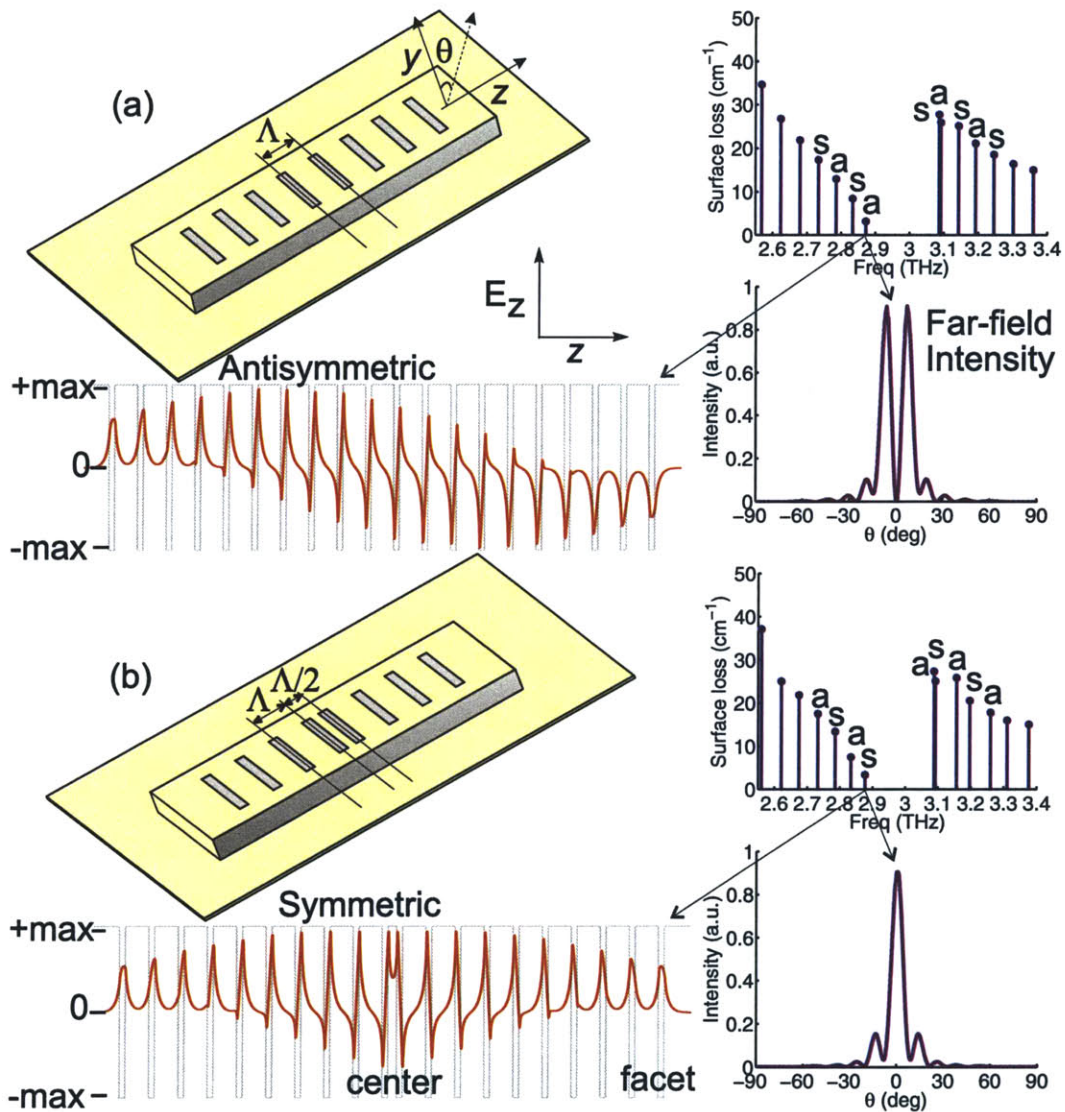 (a)
y
θ
z
Λ
E_z
z
Antisymmetric
+max
0
-max
Surface loss (cm⁻¹)
50
40
30
20
10
0
s
a
s
a
s
a
s
a
s
a
s
2.6 2.7 2.8 2.9 3 3.1 3.2 3.3 3.4
Freq (THz)
Far-field
Intensity
Intensity (a.u.)
1
0.8
0.6
0.4
0.2
0
−90 −60 −30 0 30 60 90
θ (deg)
(b)
Λ
Λ/2
Symmetric
+max
0
-max
center
facet
Surface loss (cm⁻¹)
50
40
30
20
10
0
a
s
a
s
a
s
a
s
a
2.6 2.7 2.8 2.9 3 3.1 3.2 3.3 3.4
Freq (THz)
Intensity (a.u.)
1
0.8
0.6
0.4
0.2
0
−90 −60 −30 0 30 60 90
θ (deg)